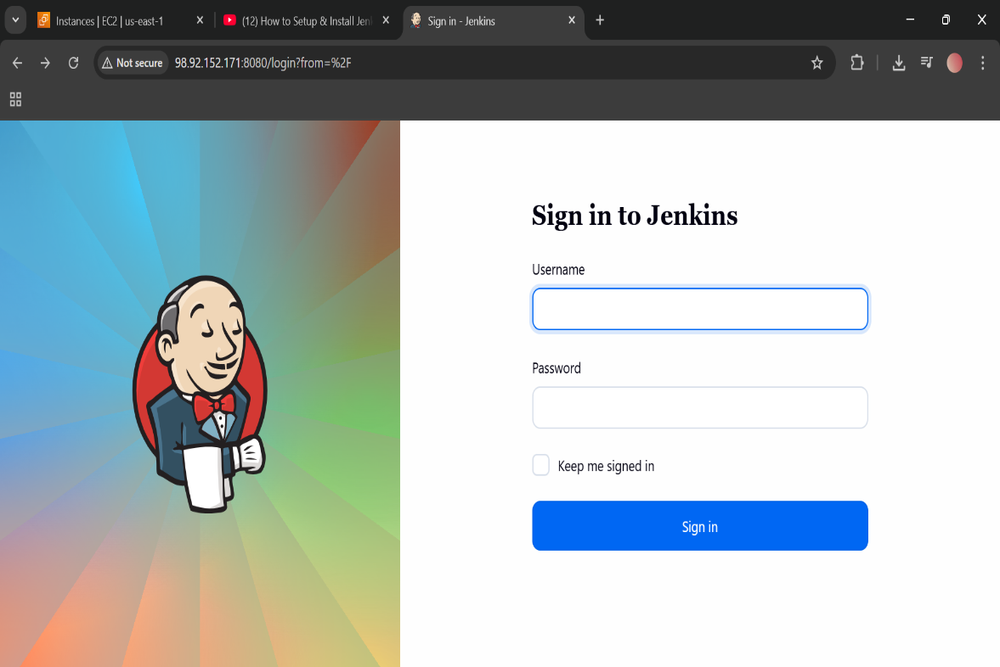 Instances | EC2 | us-east-1
(12) How to Setup & Install Jen
Sign in - Jenkins
Not secure
98.92.152.171:8080/login?from=%2F
Sign in to Jenkins
Username
Password
Keep me signed in
Sign in